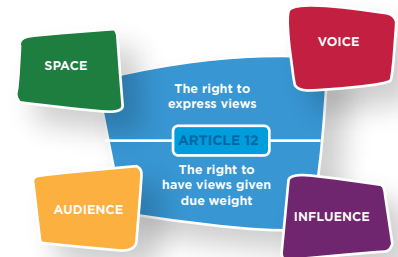 SPACE
VOICE
The right to
express views
ARTICLE 12
The right to
have views given
due weight
AUDIENCE
INFLUENCE